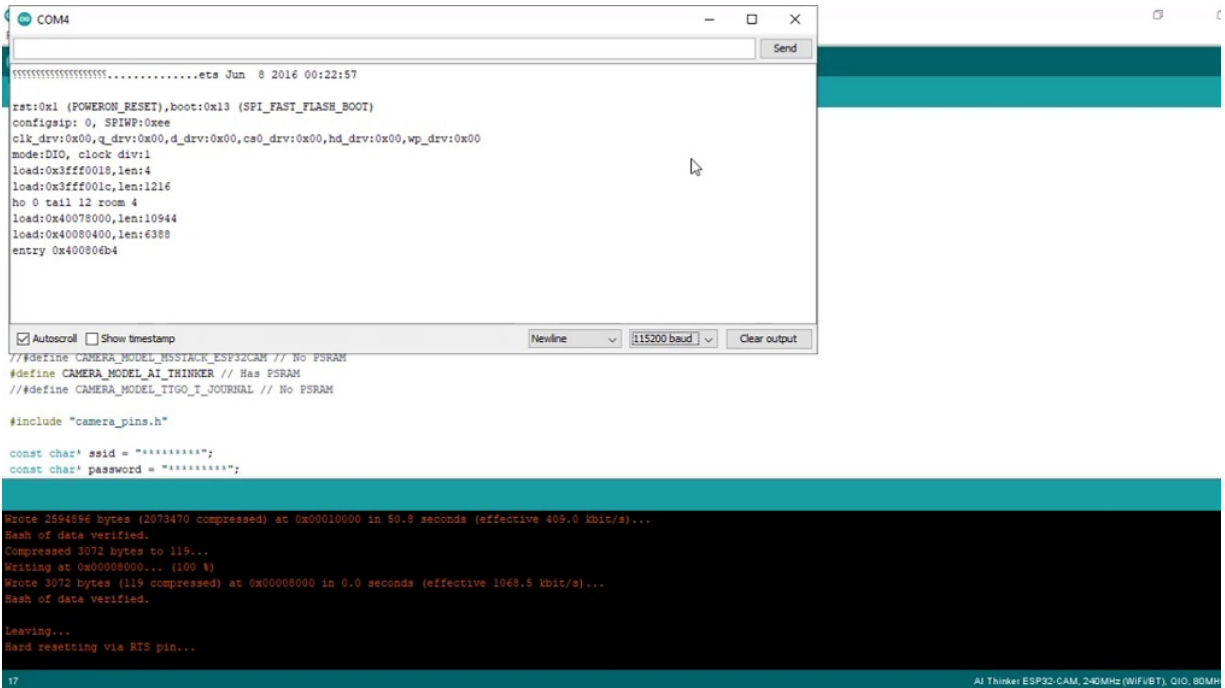 COM4
Send
⸮⸮⸮⸮⸮⸮⸮⸮⸮⸮⸮⸮⸮⸮⸮⸮⸮⸮⸮⸮..............ets Jun  8 2016 00:22:57
rst:0x1 (POWERON_RESET),boot:0x13 (SPI_FAST_FLASH_BOOT)
configsip: 0, SPIWP:0xee
clk_drv:0x00,q_drv:0x00,d_drv:0x00,cs0_drv:0x00,hd_drv:0x00,wp_drv:0x00
mode:DIO, clock div:1
load:0x3fff0018,len:4
load:0x3fff001c,len:1216
ho 0 tail 12 room 4
load:0x40078000,len:10944
load:0x40080400,len:6388
entry 0x400806b4
Autoscroll Show timestamp Newline 115200 baud Clear output
//#define CAMERA_MODEL_M5STACK_ESP32CAM // No PSRAM
#define CAMERA_MODEL_AI_THINKER // Has PSRAM
//#define CAMERA_MODEL_TTGO_T_JOURNAL // No PSRAM
#include "camera_pins.h"
const char* ssid = "*********";
const char* password = "*********";
Wrote 2594896 bytes (2073470 compressed) at 0x00010000 in 50.8 seconds (effective 409.0 kbit/s)...
Hash of data verified.
Compressed 3072 bytes to 119...
Writing at 0x00008000... (100 %)
Wrote 3072 bytes (119 compressed) at 0x00008000 in 0.0 seconds (effective 1068.5 kbit/s)...
Hash of data verified.
Leaving...
Hard resetting via RTS pin...
17 AI Thinker ESP32-CAM, 240MHz (WiFi/BT), QIO, 80MH